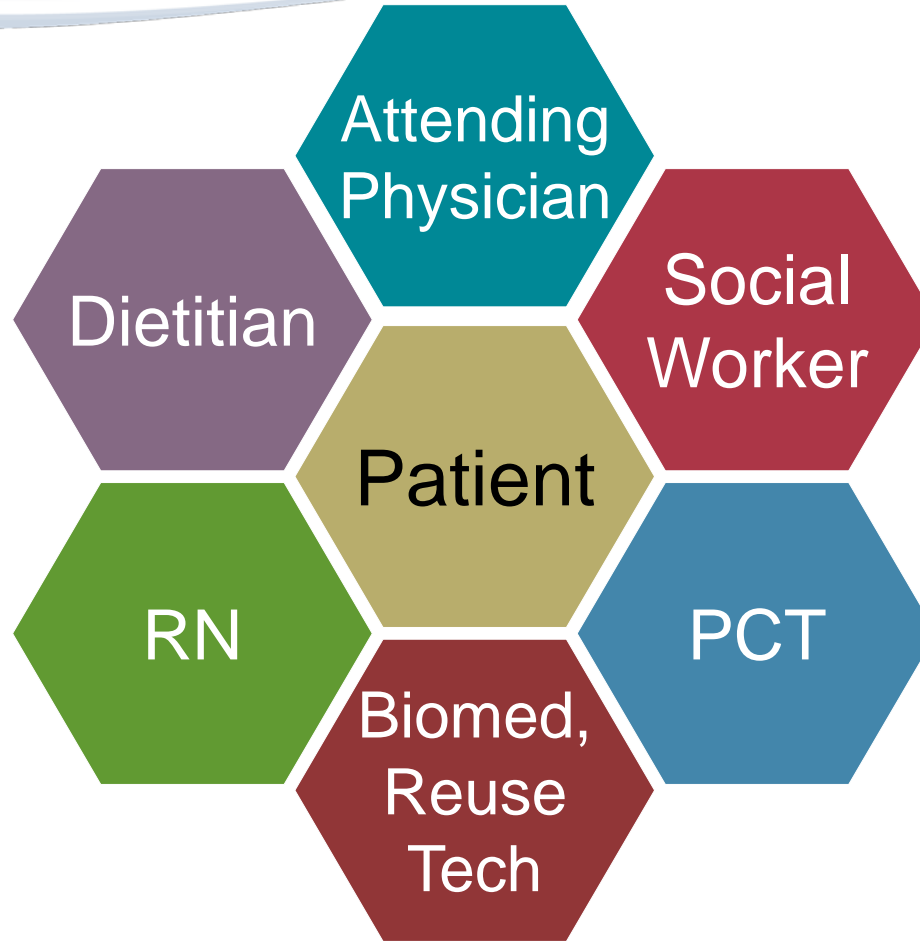 Attending
Physician
Dietitian
Social
Worker
Patient
RN
PCT
Biomed,
Reuse
Tech